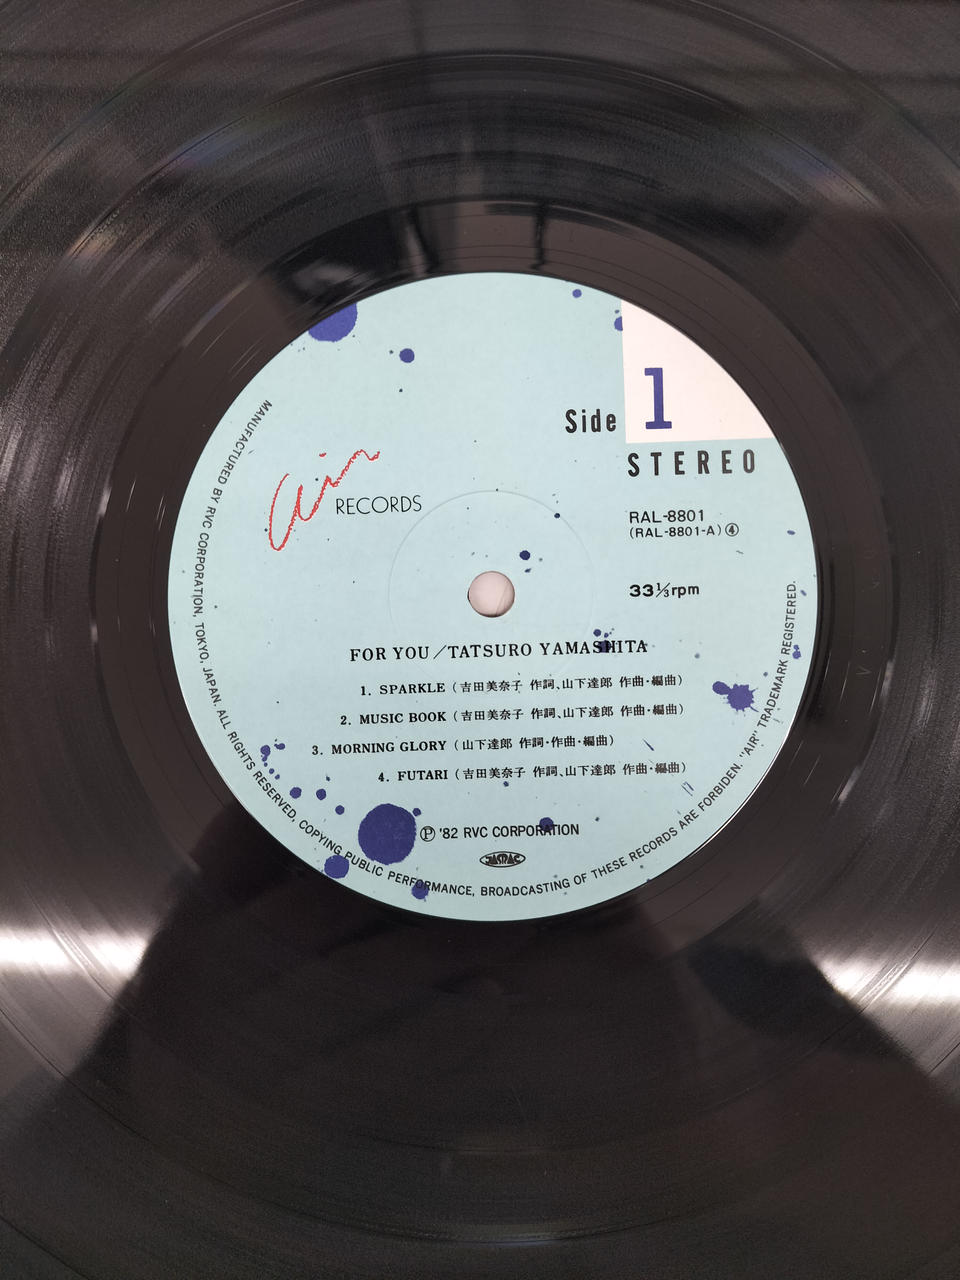 Side 1
STEREO
Air RECORDS
RAL-8801
(RAL-8801-A)④
33⅓rpm
FOR YOU／TATSURO YAMASHITA
1. SPARKLE (吉田美奈子 作詞、山下達郎 作曲・編曲)
2. MUSIC BOOK (吉田美奈子 作詞、山下達郎 作曲・編曲)
3. MORNING GLORY (山下達郎 作詞・作曲・編曲)
4. FUTARI (吉田美奈子 作詞、山下達郎 作曲・編曲)
Ⓟ '82 RVC CORPORATION
JASRAC
MANUFACTURED BY RVC CORPORATION, TOKYO, JAPAN. ALL RIGHTS RESERVED, COPYING PUBLIC PERFORMANCE, BROADCASTING OF THESE RECORDS ARE FORBIDEN. "AIR" TRADEMARK REGISTERED.